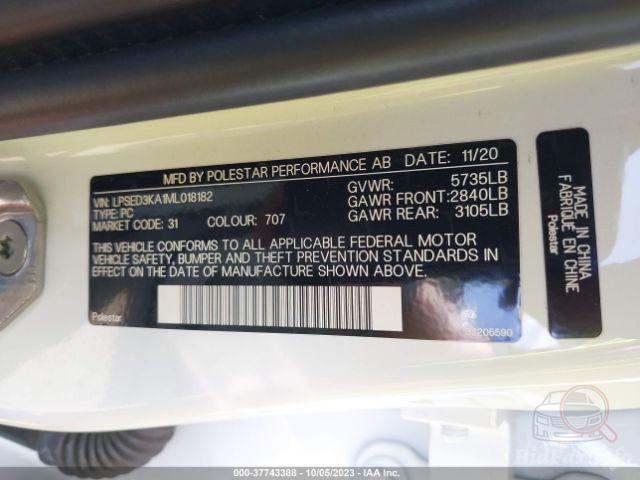 MFD BY POLESTAR PERFORMANCE AB DATE: 11/20
VIN: LPSED3KA1ML018182
TYPE: PC
MARKET CODE: 31 COLOUR: 707
GVWR: 5735LB
GAWR FRONT: 2840LB
GAWR REAR: 3105LB
THIS VEHICLE CONFORMS TO ALL APPLICABLE FEDERAL MOTOR
VEHICLE SAFETY, BUMPER AND THEFT PREVENTION STANDARDS IN
EFFECT ON THE DATE OF MANUFACTURE SHOWN ABOVE.
Polestar
32205590
MADE IN CHINA
FABRIQUÉ EN CHINE
Polestar
000-37743388 - 10/05/2023 - IAA Inc.